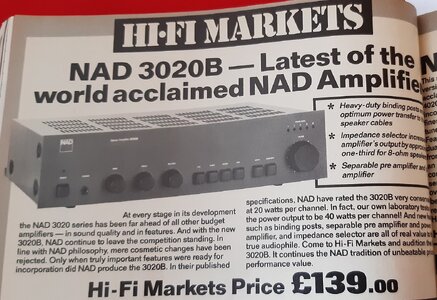 HI-FI MARKETS
NAD 3020B — Latest of the
world acclaimed NAD Amplifie
* Heavy-duty binding posts
optimum power transfer to
speaker cables
* Impedance selector increa
amplifier's output by appro
one-third for 8-ohm spea
* Separable pre amplifier an
amplifier
NAD
At every stage in its development
the NAD 3020 series has been far ahead of all other budget
amplifiers — in sound quality and in features. And with the new
3020B, NAD continue to leave the competition standing. In
line with NAD philosophy, mere cosmetic changes have been
rejected. Only when truly important features were ready for
incorporation did NAD produce the 3020B. In their published
specifications, NAD have rated the 3020B very conser
at 20 watts per channel. In fact, our own laboratory tests
the power output to be 40 watts per channel! And new
such as binding posts, separable pre amplifier and pow
amplifier, and impedance-selector are all of real value to
true audiophile. Come to Hi-Fi Markets and audition the
3020B. It continues the NAD tradition of unbeatable p
performance value.
Hi-Fi Markets Price £139.00